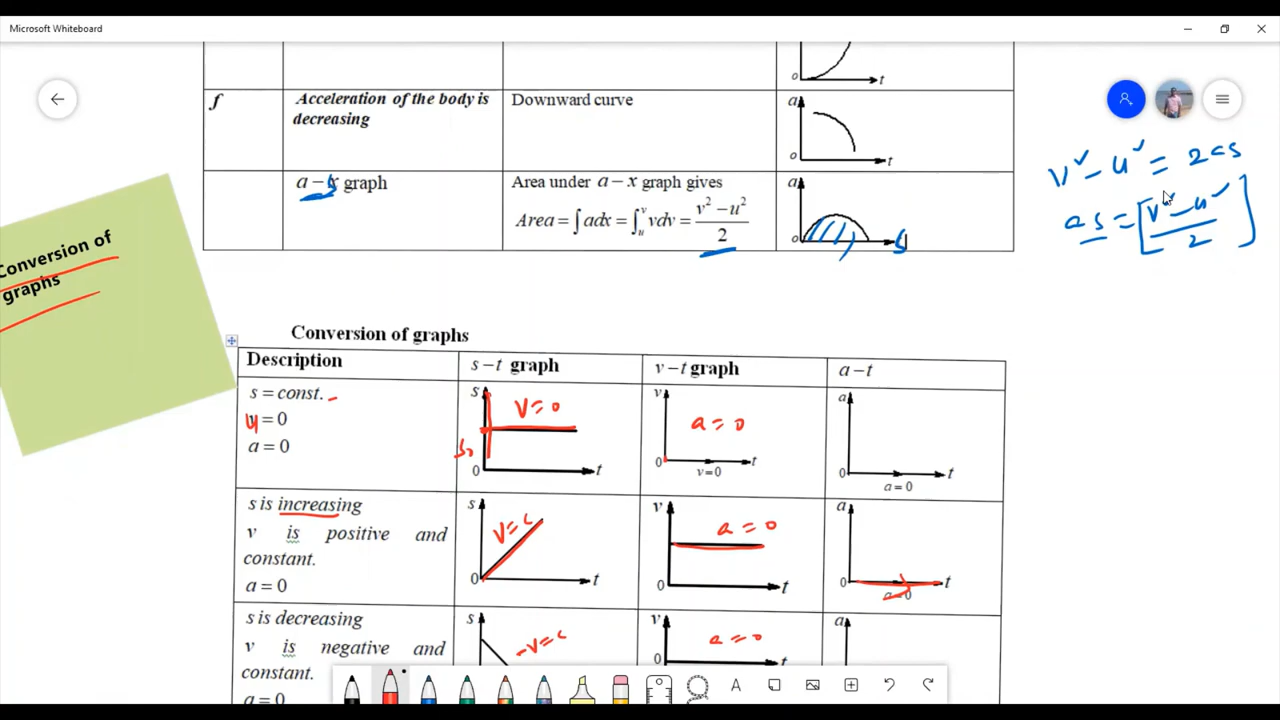 Microsoft Whiteboard
o
t
f
Acceleration of the body is
decreasing
Downward curve
a
o
t
a – s graph
Area under a – x graph gives
Area = ∫ adx = ∫ᵤᵛ vdv = (v² – u²)/2
a
o
s
v² – u² = 2as
as = [(v² – u²)/2]
Conversion of
graphs
Conversion of graphs
Description
s – t graph
v – t graph
a – t
s = const.
u = 0
a = 0
s
V = 0
s₀
0
t
v
a = 0
0
t
v = 0
a
0
t
a = 0
s is increasing
v is positive and
constant.
a = 0
s
V = c
0
t
v
a = 0
0
t
a
0
t
a = 0
s is decreasing
v is negative and
constant.
a = 0
s
-V = c
v
a = 0
0
t
a